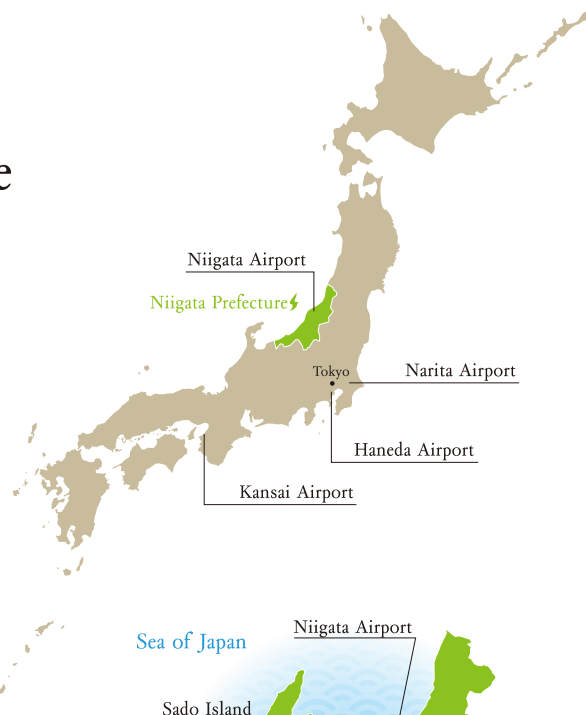 e
Niigata Airport
Niigata Prefecture
Tokyo
Narita Airport
Haneda Airport
Kansai Airport
Niigata Airport
Sea of Japan
Sado Island